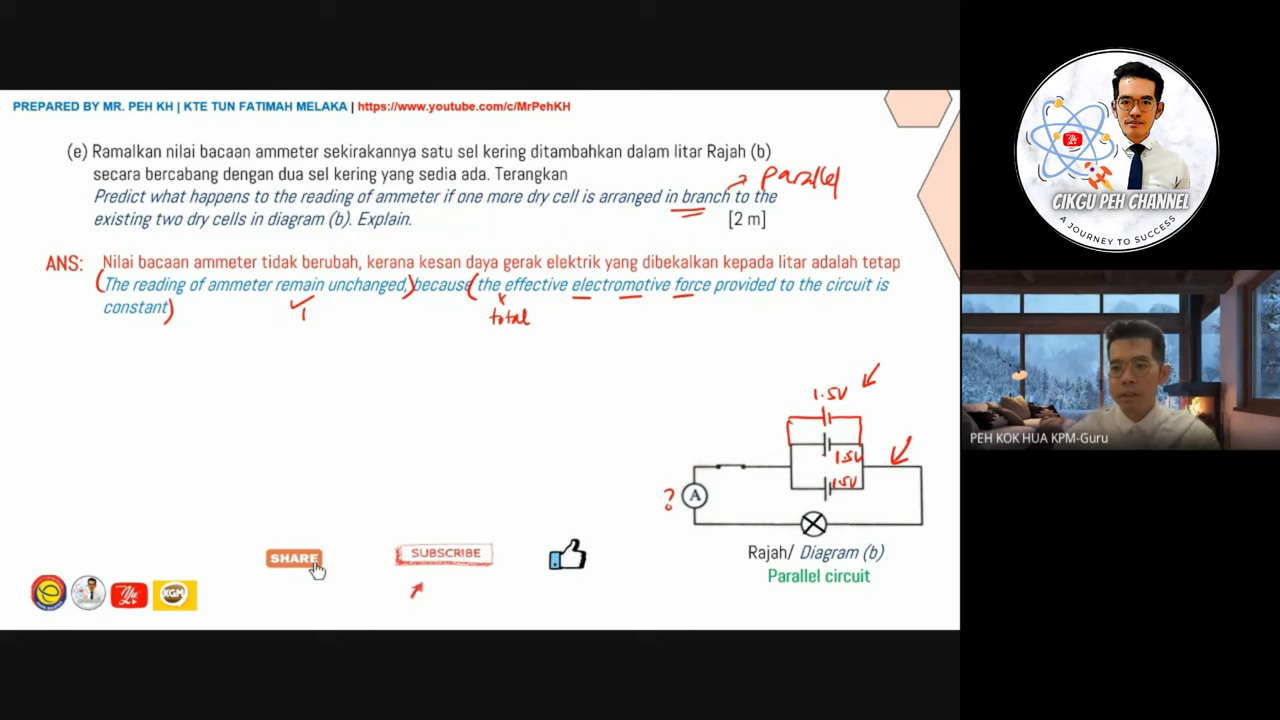 PREPARED BY MR. PEH KH | KTE TUN FATIMAH MELAKA | https://www.youtube.com/c/MrPehKH
(e) Ramalkan nilai bacaan ammeter sekirakannya satu sel kering ditambahkan dalam litar Rajah (b)
secara bercabang dengan dua sel kering yang sedia ada. Terangkan
parallel
Predict what happens to the reading of ammeter if one more dry cell is arranged in branch to the
existing two dry cells in diagram (b). Explain.
[2 m]
ANS: Nilai bacaan ammeter tidak berubah, kerana kesan daya gerak elektrik yang dibekalkan kepada litar adalah tetap
(The reading of ammeter remain unchanged,) because (the effective electromotive force provided to the circuit is
constant)
1
total
1.5V
1.5V
1.5V
?
A
Rajah/ Diagram (b)
Parallel circuit
SHARE
SUBSCRIBE
KGM
CIKGU PEH CHANNEL
A JOURNEY TO SUCCESS
PEH KOK HUA KPM-Guru